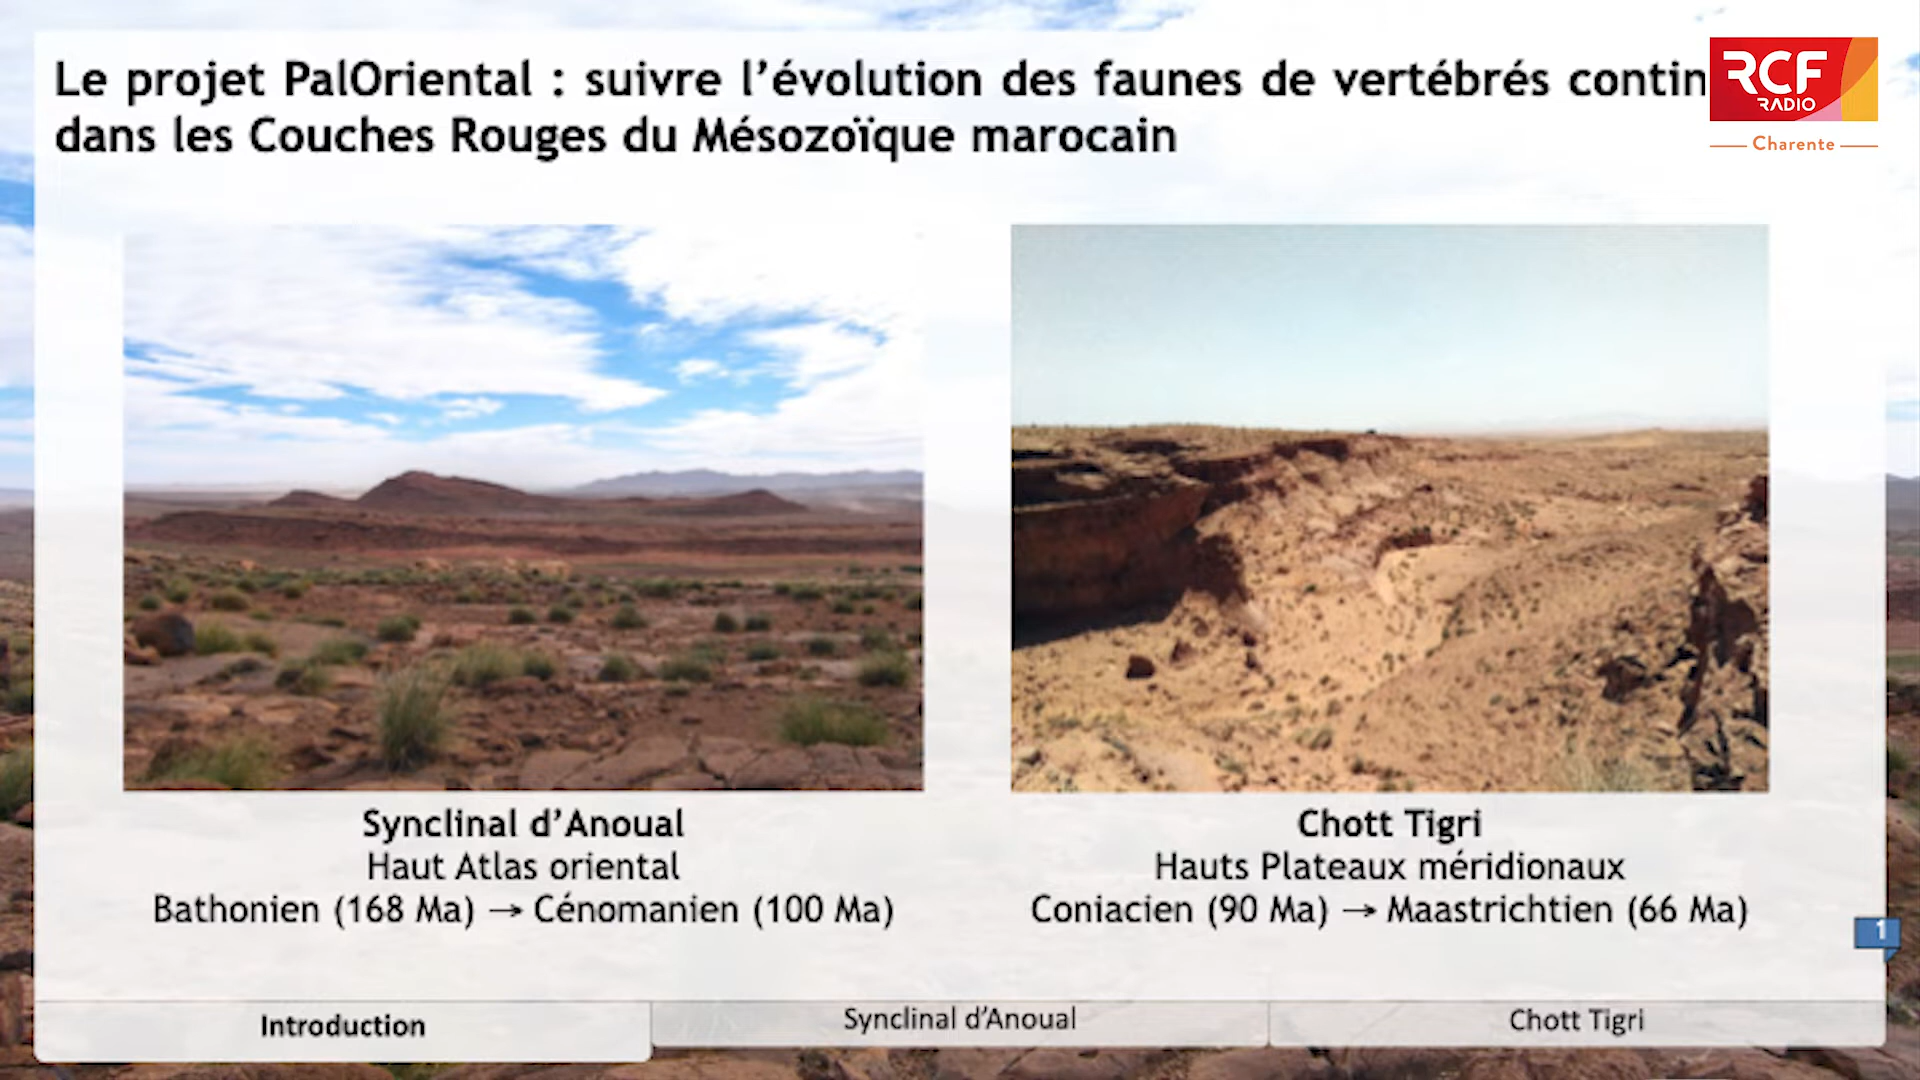 Le projet PalOriental : suivre l’évolution des faunes de vertébrés contin
dans les Couches Rouges du Mésozoïque marocain
RCF
RADIO
Charente
Synclinal d’Anoual
Haut Atlas oriental
Bathonien (168 Ma) → Cénomanien (100 Ma)
Chott Tigri
Hauts Plateaux méridionaux
Coniacien (90 Ma) → Maastrichtien (66 Ma)
1
Introduction
Synclinal d’Anoual
Chott Tigri